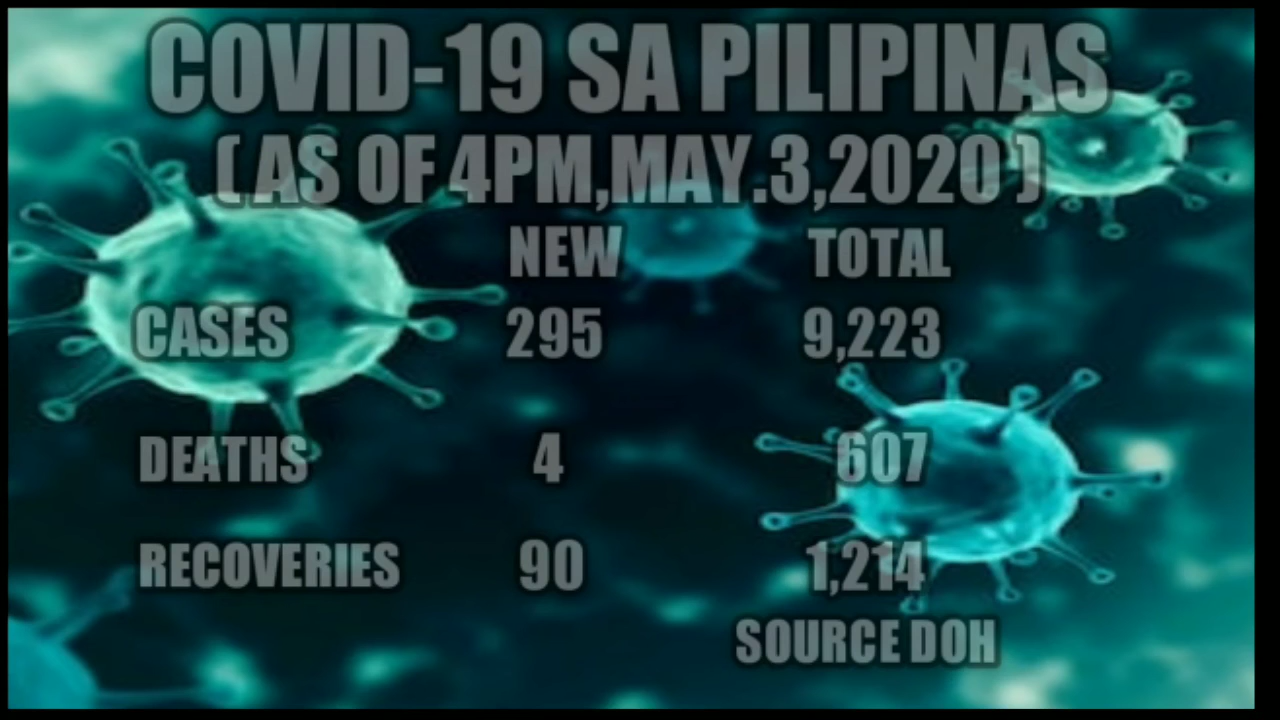 COVID-19 SA PILIPINAS
( AS OF 4PM,MAY.3,2020 )
NEW TOTAL
CASES 295 9,223
DEATHS 4 607
RECOVERIES 90 1,214
SOURCE DOH